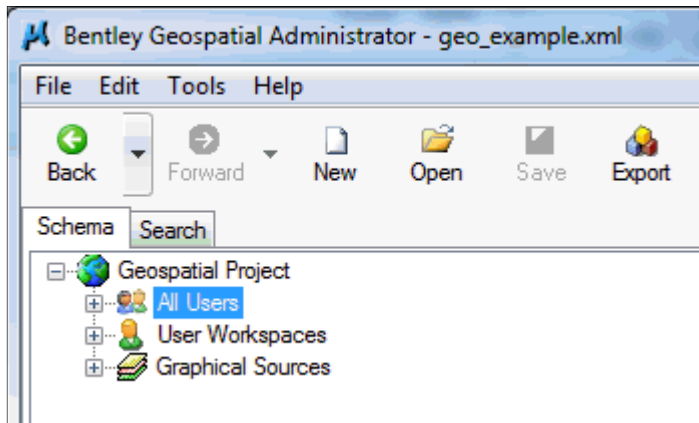 Bentley Geospatial Administrator - geo_example.xml
File Edit Tools Help
Back Forward New Open Save Export
Schema Search
Geospatial Project
All Users
User Workspaces
Graphical Sources